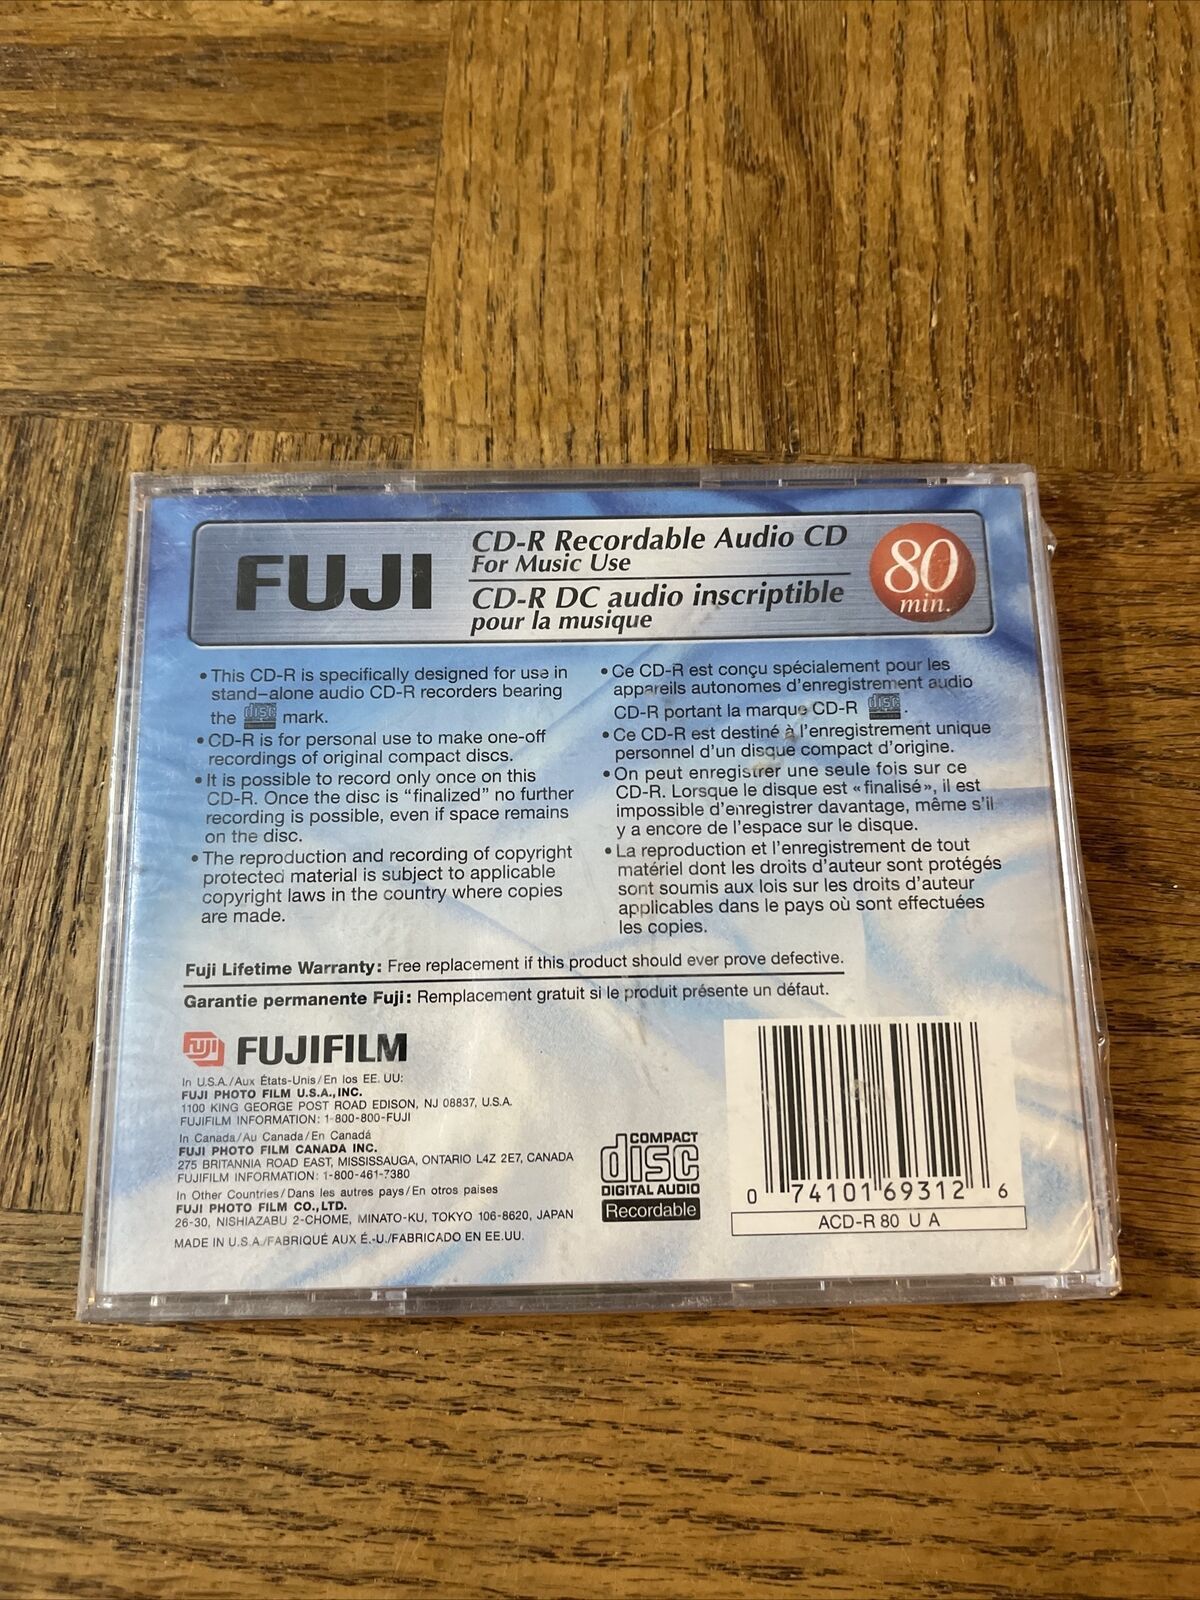 FUJI
CD-R Recordable Audio CD
For Music Use
CD-R DC audio inscriptible
pour la musique
80
min.
• This CD-R is specifically designed for use in
stand-alone audio CD-R recorders bearing
the disc mark.
• CD-R is for personal use to make one-off
recordings of original compact discs.
• It is possible to record only once on this
CD-R. Once the disc is “finalized” no further
recording is possible, even if space remains
on the disc.
• The reproduction and recording of copyright
protected material is subject to applicable
copyright laws in the country where copies
are made.
• Ce CD-R est conçu spécialement pour les
appareils autonomes d'enregistrement audio
CD-R portant la marque CD-R disc.
• Ce CD-R est destiné à l'enregistrement unique
personnel d'un disque compact d'origine.
• On peut enregistrer une seule fois sur ce
CD-R. Lorsque le disque est «finalisé», il est
impossible d'enregistrer davantage, même s'il
y a encore de l'espace sur le disque.
• La reproduction et l'enregistrement de tout
matériel dont les droits d'auteur sont protégés
sont soumis aux lois sur les droits d'auteur
applicables dans le pays où sont effectuées
les copies.
Fuji Lifetime Warranty: Free replacement if this product should ever prove defective.
Garantie permanente Fuji: Remplacement gratuit si le produit présente un défaut.
FUJI FUJIFILM
In U.S.A./Aux États-Unis/En los EE. UU:
FUJI PHOTO FILM U.S.A., INC.
1100 KING GEORGE POST ROAD EDISON, NJ 08837, U.S.A.
FUJIFILM INFORMATION: 1-800-800-FUJI
In Canada/Au Canada/En Canadá
FUJI PHOTO FILM CANADA INC.
275 BRITANNIA ROAD EAST, MISSISSAUGA, ONTARIO L4Z 2E7, CANADA
FUJIFILM INFORMATION: 1-800-461-7380
In Other Countries/Dans les autres pays/En otros paises
FUJI PHOTO FILM CO., LTD.
26-30, NISHIAZABU 2-CHOME, MINATO-KU, TOKYO 106-8620, JAPAN
MADE IN U.S.A./FABRIQUÉ AUX É.-U./FABRICADO EN EE.UU.
COMPACT
disc
DIGITAL AUDIO
Recordable
0 74101 69312 6
ACD-R 80 U A